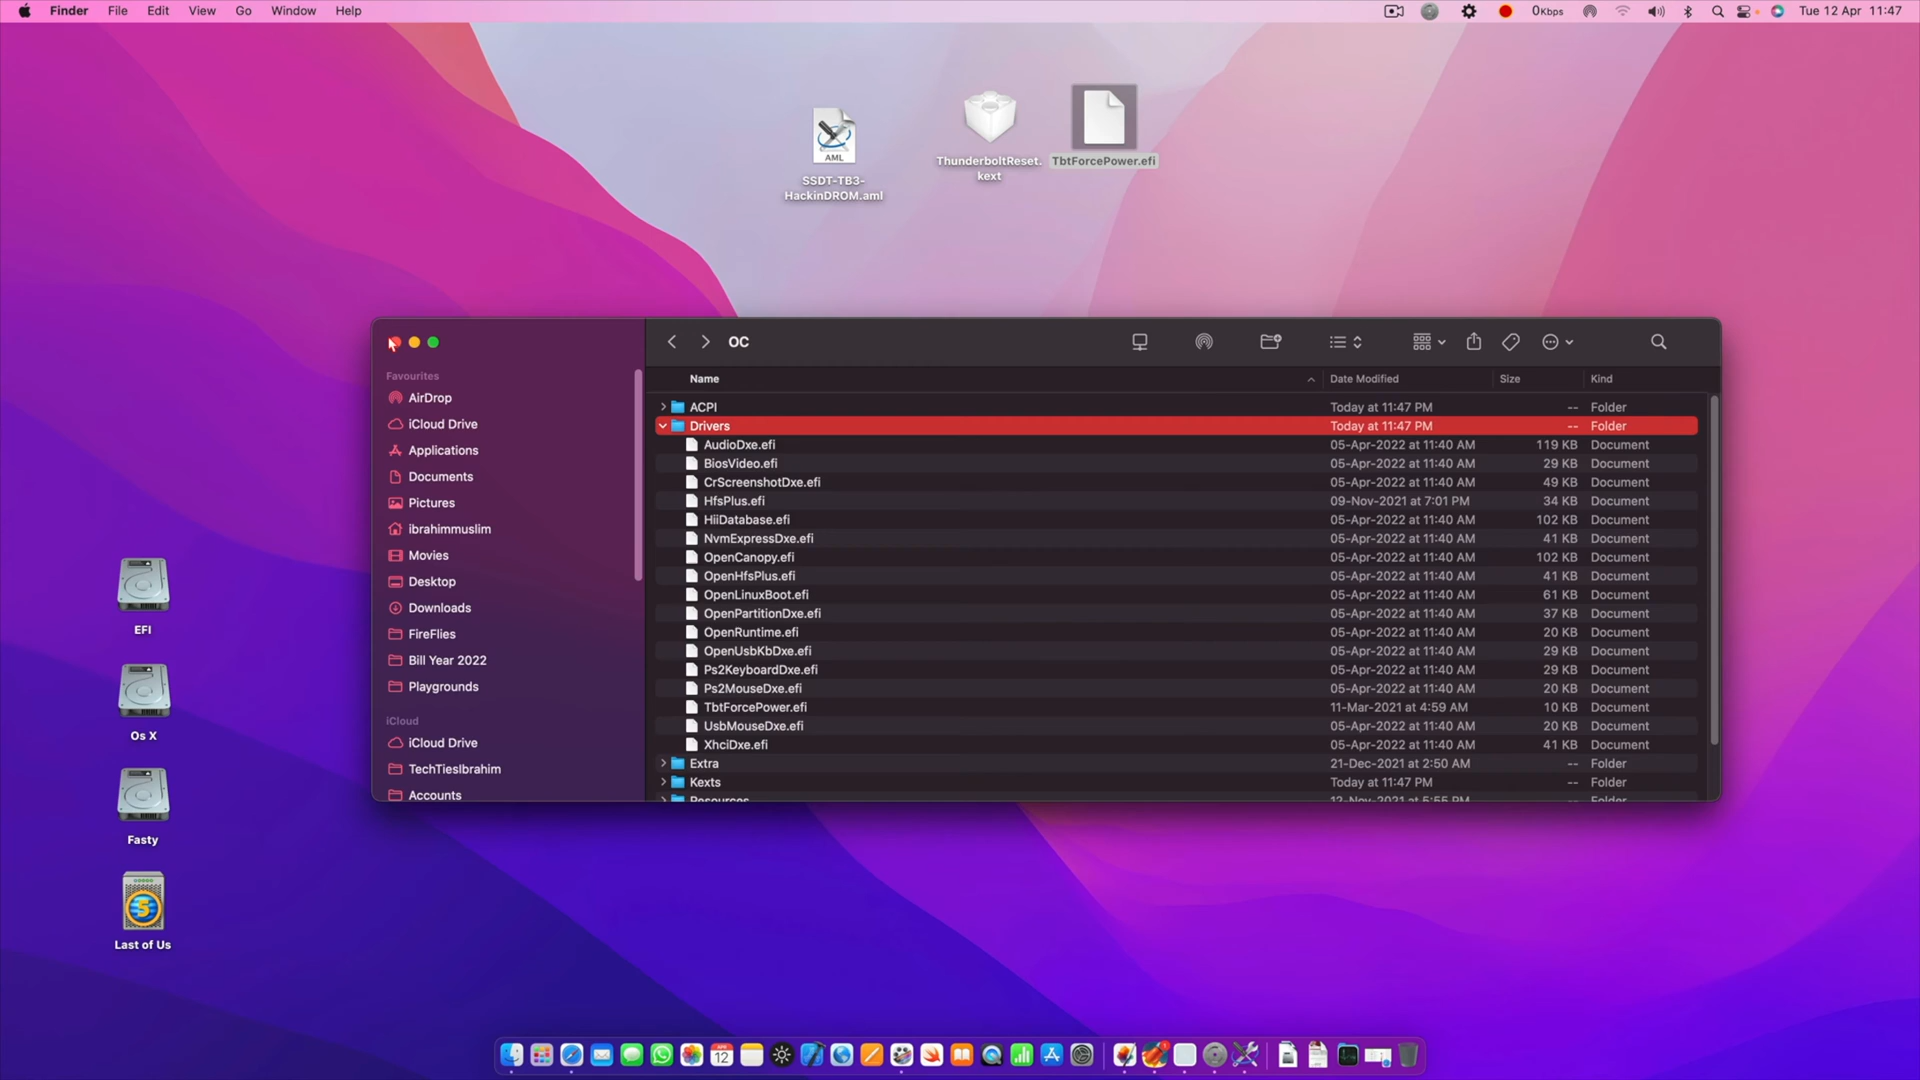 Finder File Edit View Go Window Help
0Kbps Tue 12 Apr 11:47
AML
SSDT-TB3-
HackinDROM.aml
ThunderboltReset.
kext
TbtForcePower.efi
EFI
Os X
Fasty
Last of Us
Favourites
AirDrop
iCloud Drive
Applications
Documents
Pictures
ibrahimmuslim
Movies
Desktop
Downloads
FireFlies
Bill Year 2022
Playgrounds
iCloud
iCloud Drive
TechTiesIbrahim
Accounts
OC
Name Date Modified Size Kind
ACPI Today at 11:47 PM -- Folder
Drivers Today at 11:47 PM -- Folder
AudioDxe.efi 05-Apr-2022 at 11:40 AM 119 KB Document
BiosVideo.efi 05-Apr-2022 at 11:40 AM 29 KB Document
CrScreenshotDxe.efi 05-Apr-2022 at 11:40 AM 49 KB Document
HfsPlus.efi 09-Nov-2021 at 7:01 PM 34 KB Document
HiiDatabase.efi 05-Apr-2022 at 11:40 AM 102 KB Document
NvmExpressDxe.efi 05-Apr-2022 at 11:40 AM 41 KB Document
OpenCanopy.efi 05-Apr-2022 at 11:40 AM 102 KB Document
OpenHfsPlus.efi 05-Apr-2022 at 11:40 AM 41 KB Document
OpenLinuxBoot.efi 05-Apr-2022 at 11:40 AM 61 KB Document
OpenPartitionDxe.efi 05-Apr-2022 at 11:40 AM 37 KB Document
OpenRuntime.efi 05-Apr-2022 at 11:40 AM 20 KB Document
OpenUsbKbDxe.efi 05-Apr-2022 at 11:40 AM 29 KB Document
Ps2KeyboardDxe.efi 05-Apr-2022 at 11:40 AM 29 KB Document
Ps2MouseDxe.efi 05-Apr-2022 at 11:40 AM 20 KB Document
TbtForcePower.efi 11-Mar-2021 at 4:59 AM 10 KB Document
UsbMouseDxe.efi 05-Apr-2022 at 11:40 AM 20 KB Document
XhciDxe.efi 05-Apr-2022 at 11:40 AM 41 KB Document
Extra 21-Dec-2021 at 2:50 AM -- Folder
Kexts Today at 11:47 PM -- Folder
Resources 12-Nov-2021 at 5:55 PM -- Folder
12